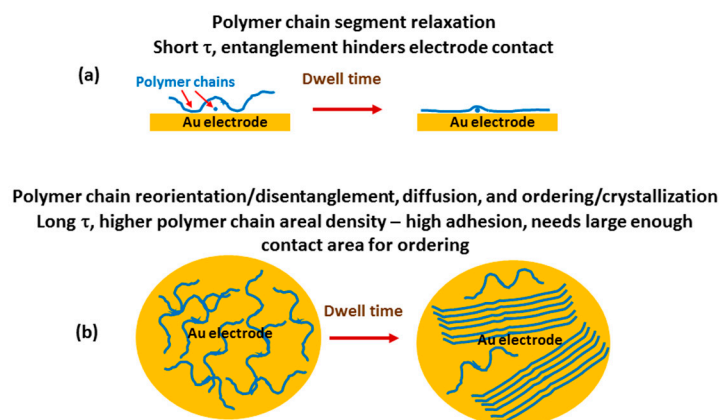 Polymer chain segment relaxation
Short τ, entanglement hinders electrode contact
(a)
Polymer chains
Dwell time
Au electrode
Au electrode
Polymer chain reorientation/disentanglement, diffusion, and ordering/crystallization
Long τ, higher polymer chain areal density – high adhesion, needs large enough
contact area for ordering
(b)
Dwell time
Au electrode
Au electrode